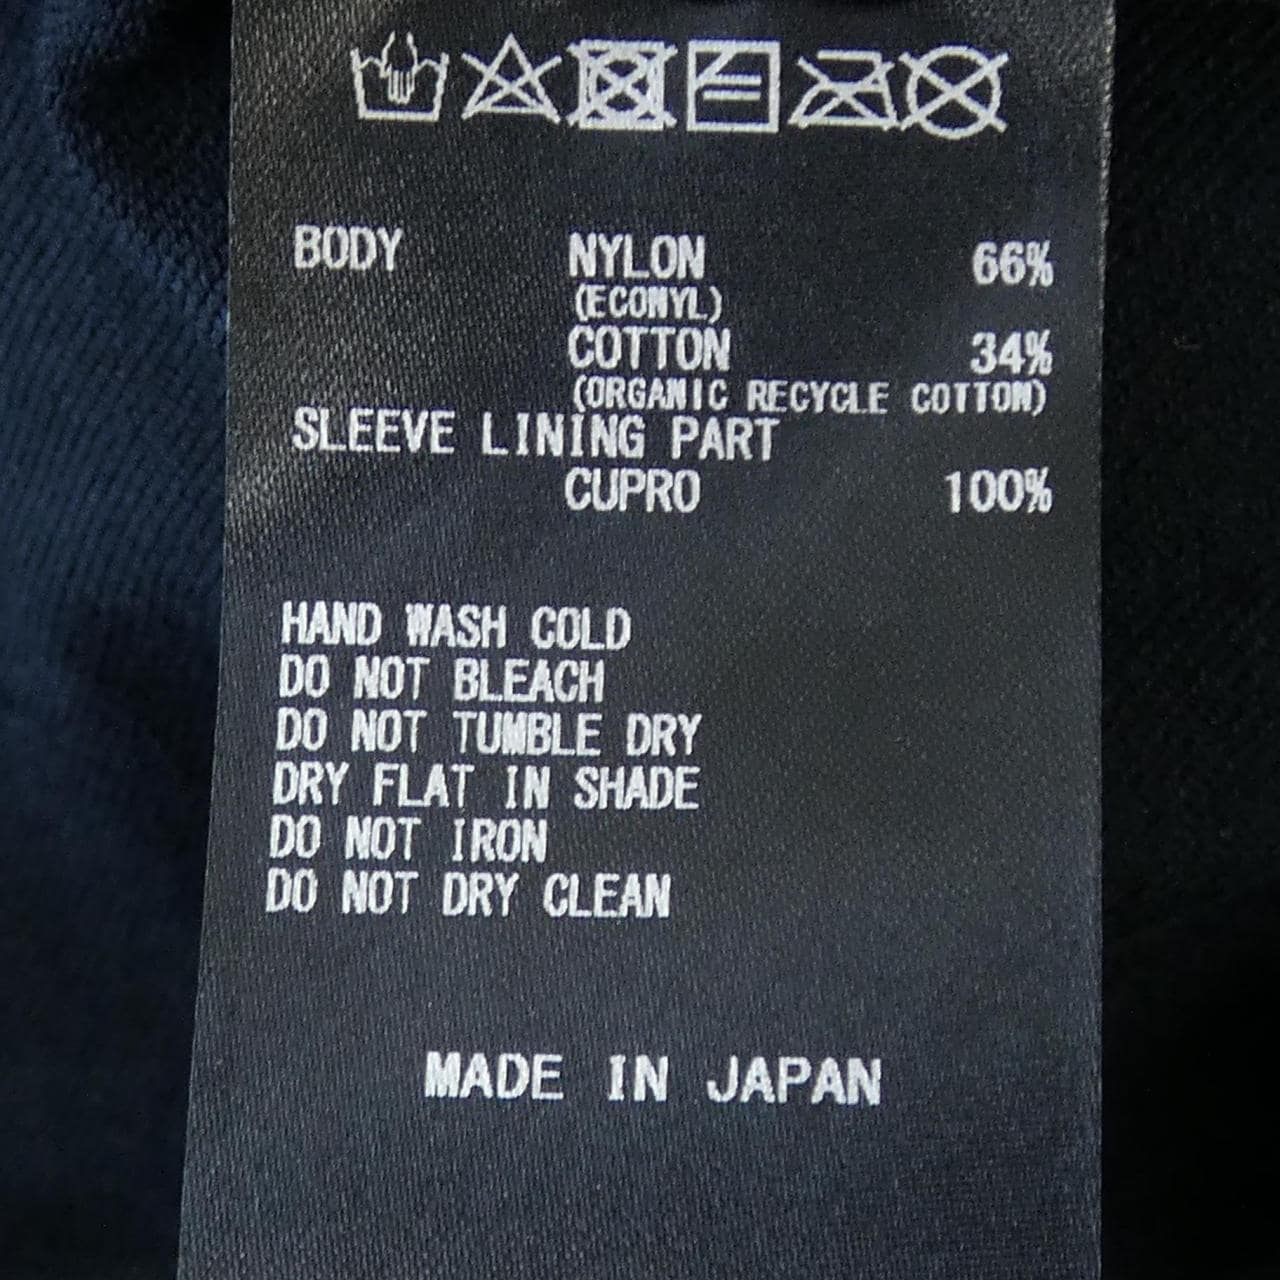 BODY NYLON 66%
(ECONYL)
COTTON 34%
(ORGANIC RECYCLE COTTON)
SLEEVE LINING PART
CUPRO 100%
HAND WASH COLD
DO NOT BLEACH
DO NOT TUMBLE DRY
DRY FLAT IN SHADE
DO NOT IRON
DO NOT DRY CLEAN
MADE IN JAPAN